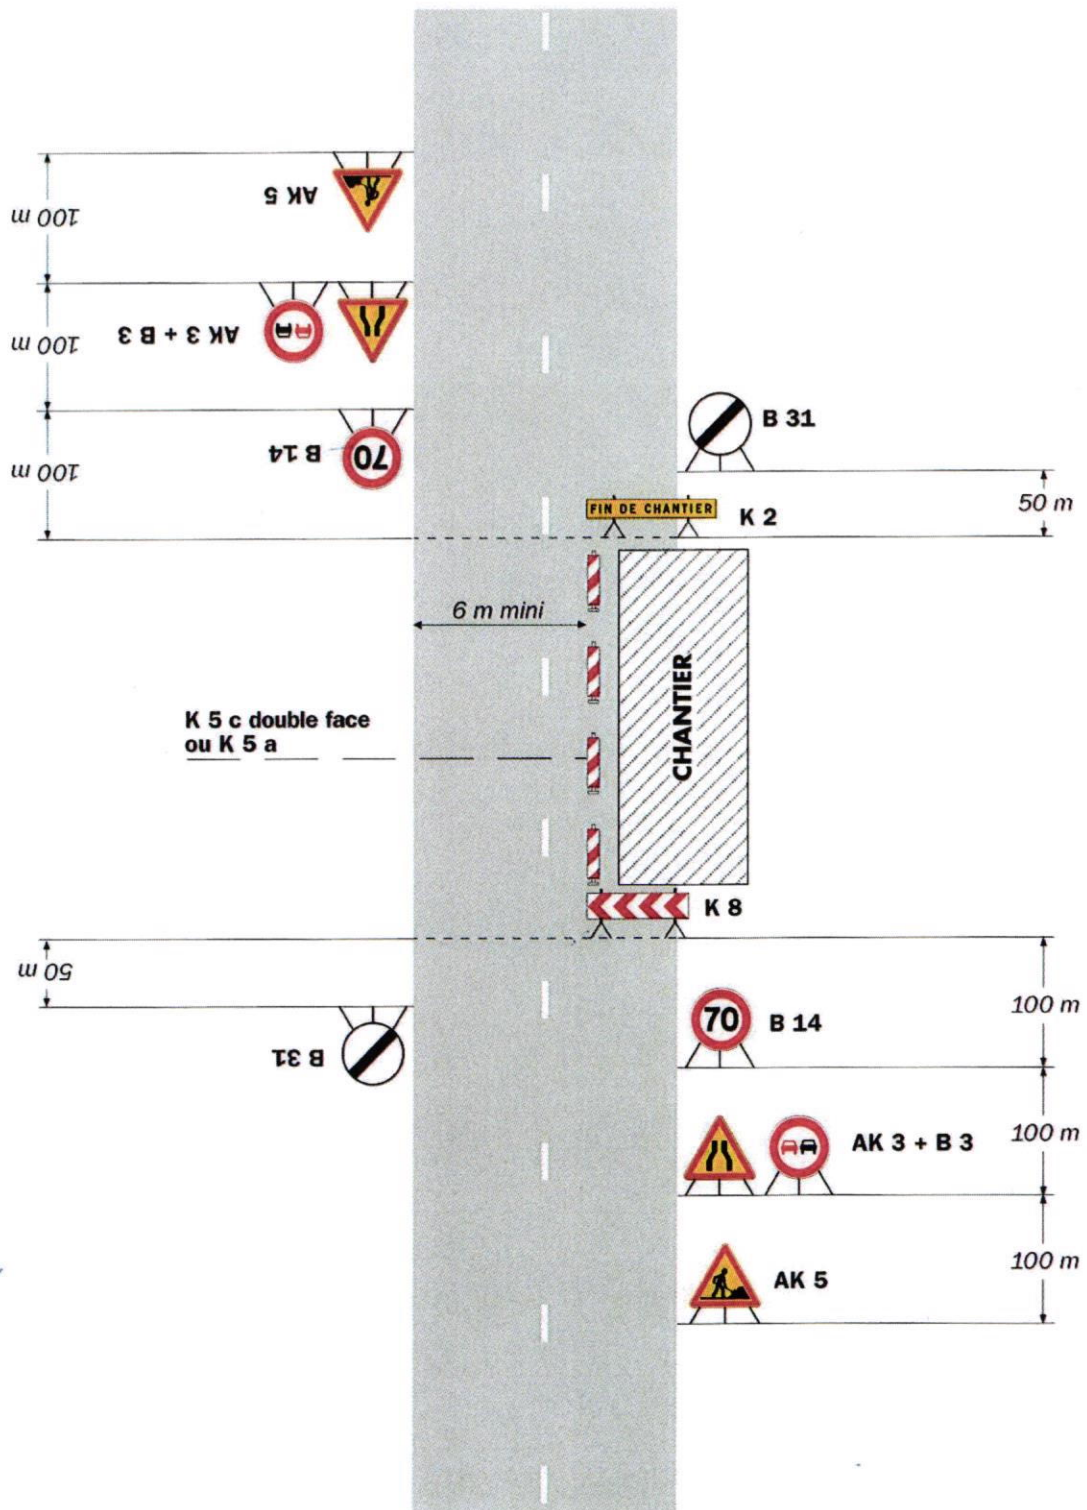 AK 5
100 m
AK 3 + B 3
100 m
70
B 14
100 m
B 31
50 m
FIN DE CHANTIER
K 2
6 m mini
CHANTIER
K 5 c double face
ou K 5 a
K 8
50 m
B 31
70
B 14
100 m
AK 3 + B 3
100 m
AK 5
100 m